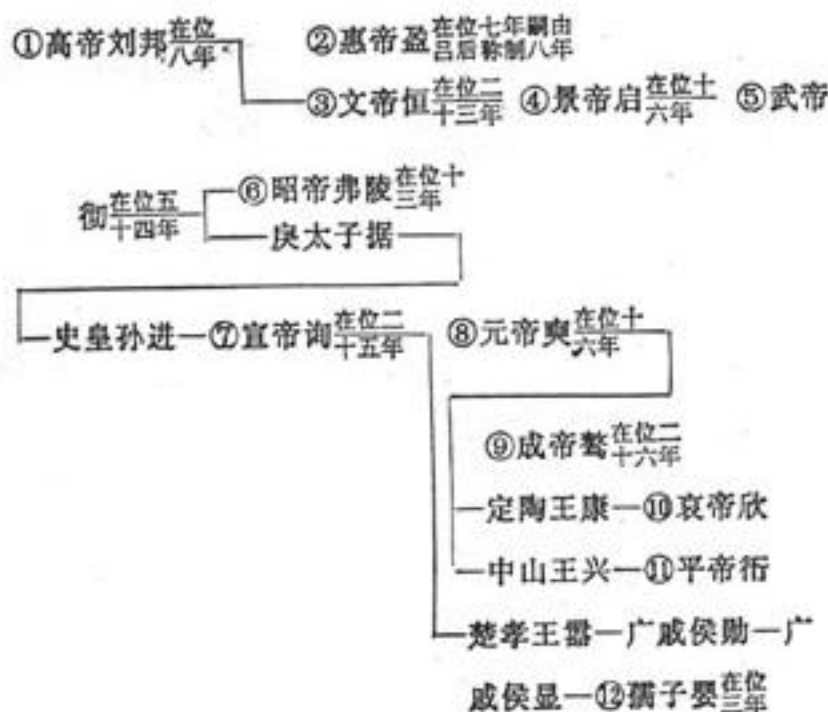 ①高帝刘邦在位八年 ②惠帝盈在位七年嗣由吕后称制八年
③文帝恒在位二十三年 ④景帝启在位十六年 ⑤武帝
彻在位五十四年 ⑥昭帝弗陵在位十三年
戾太子据
史皇孙进—⑦宣帝询在位二十五年 ⑧元帝奭在位十六年
⑨成帝骜在位二十六年
定陶王康—⑩哀帝欣
中山王兴—⑪平帝衎
楚孝王嚣—广戚侯勋—广
戚侯显—⑫孺子婴在位三年